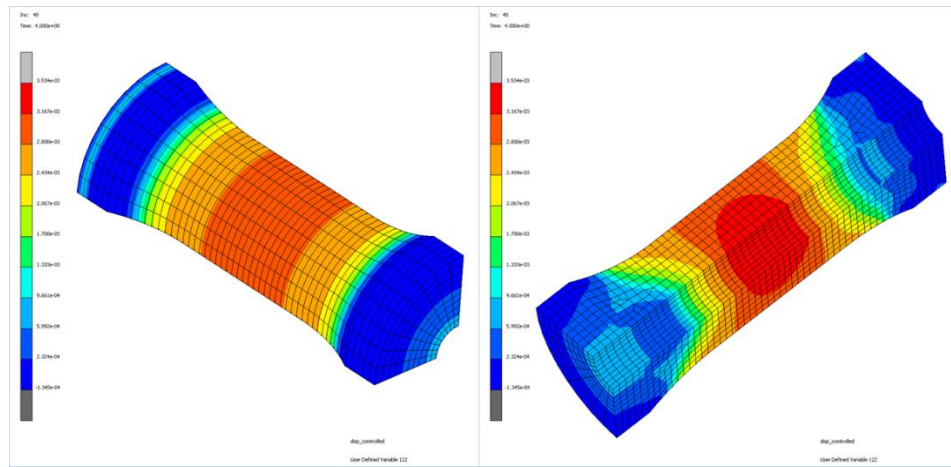 Inc: 40
Time: 4.000e+00
3.534e-03
3.167e-03
2.800e-03
2.434e-03
2.067e-03
1.700e-03
1.333e-03
9.661e-04
5.992e-04
2.324e-04
-1.345e-04
disp_controlled
User Defined Variable 122
Inc: 40
Time: 4.000e+00
3.534e-03
3.167e-03
2.800e-03
2.434e-03
2.067e-03
1.700e-03
1.333e-03
9.661e-04
5.992e-04
2.324e-04
-1.345e-04
disp_controlled
User Defined Variable 122